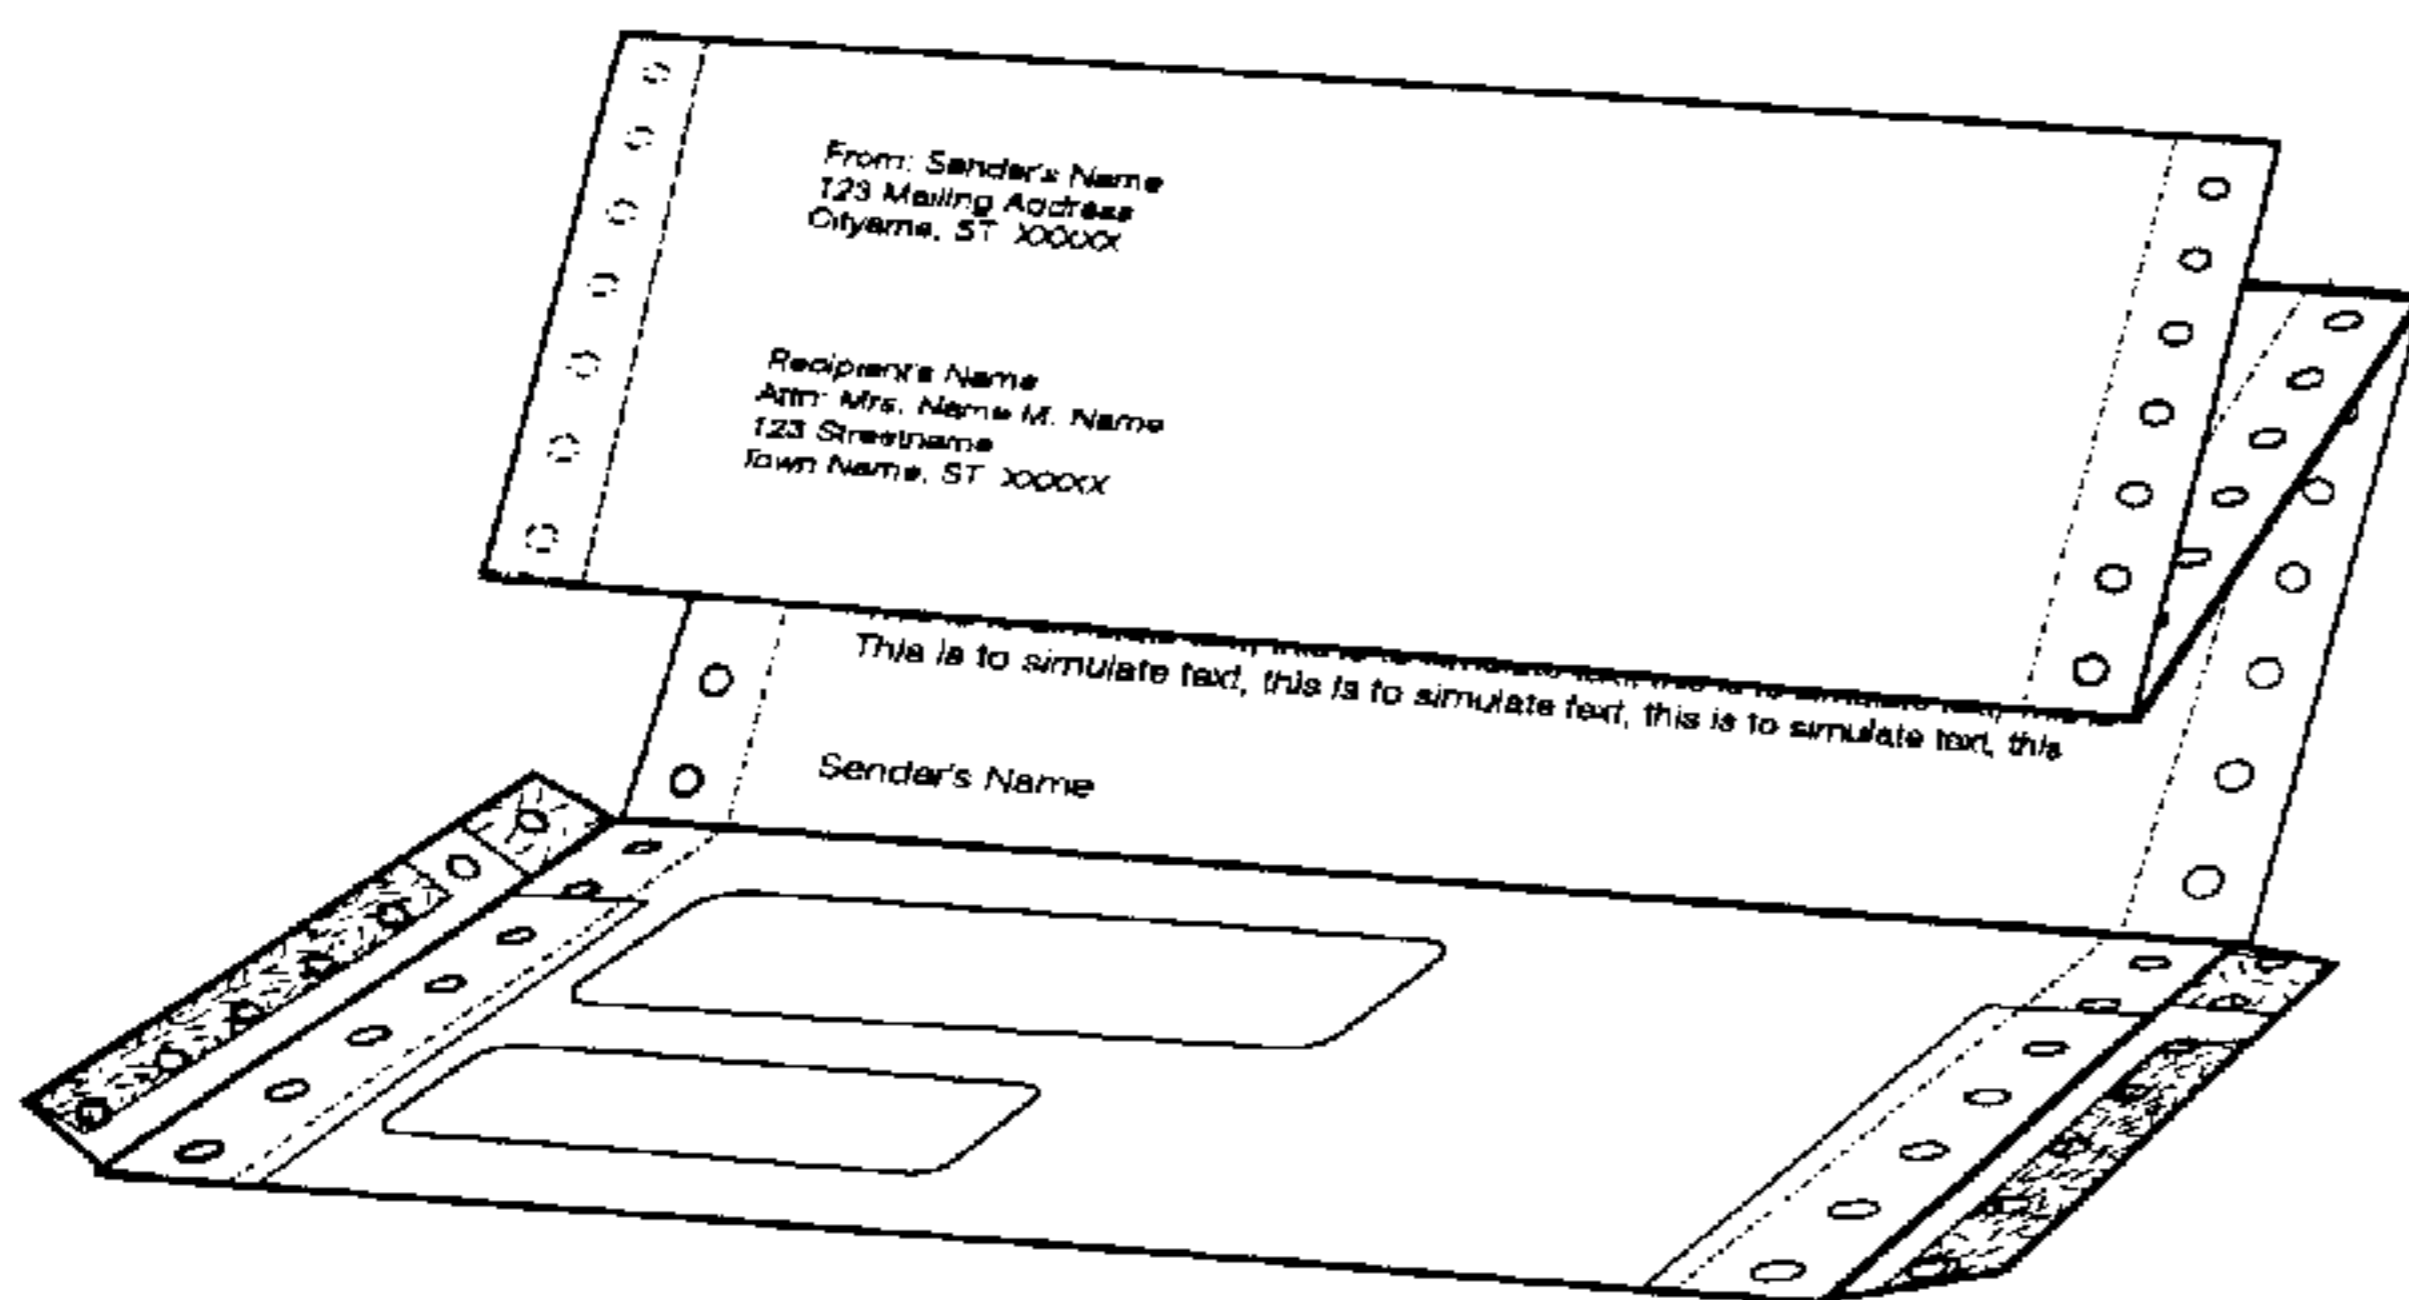 From: Sender's Name
123 Mailing Address
Cityame, ST XXXXX
Recipient's Name
Attn: Mrs. Name M. Name
123 Streetname
Town Name, ST XXXXX
This is to simulate text, this is to simulate text, this is to simulate text, this
Sender's Name